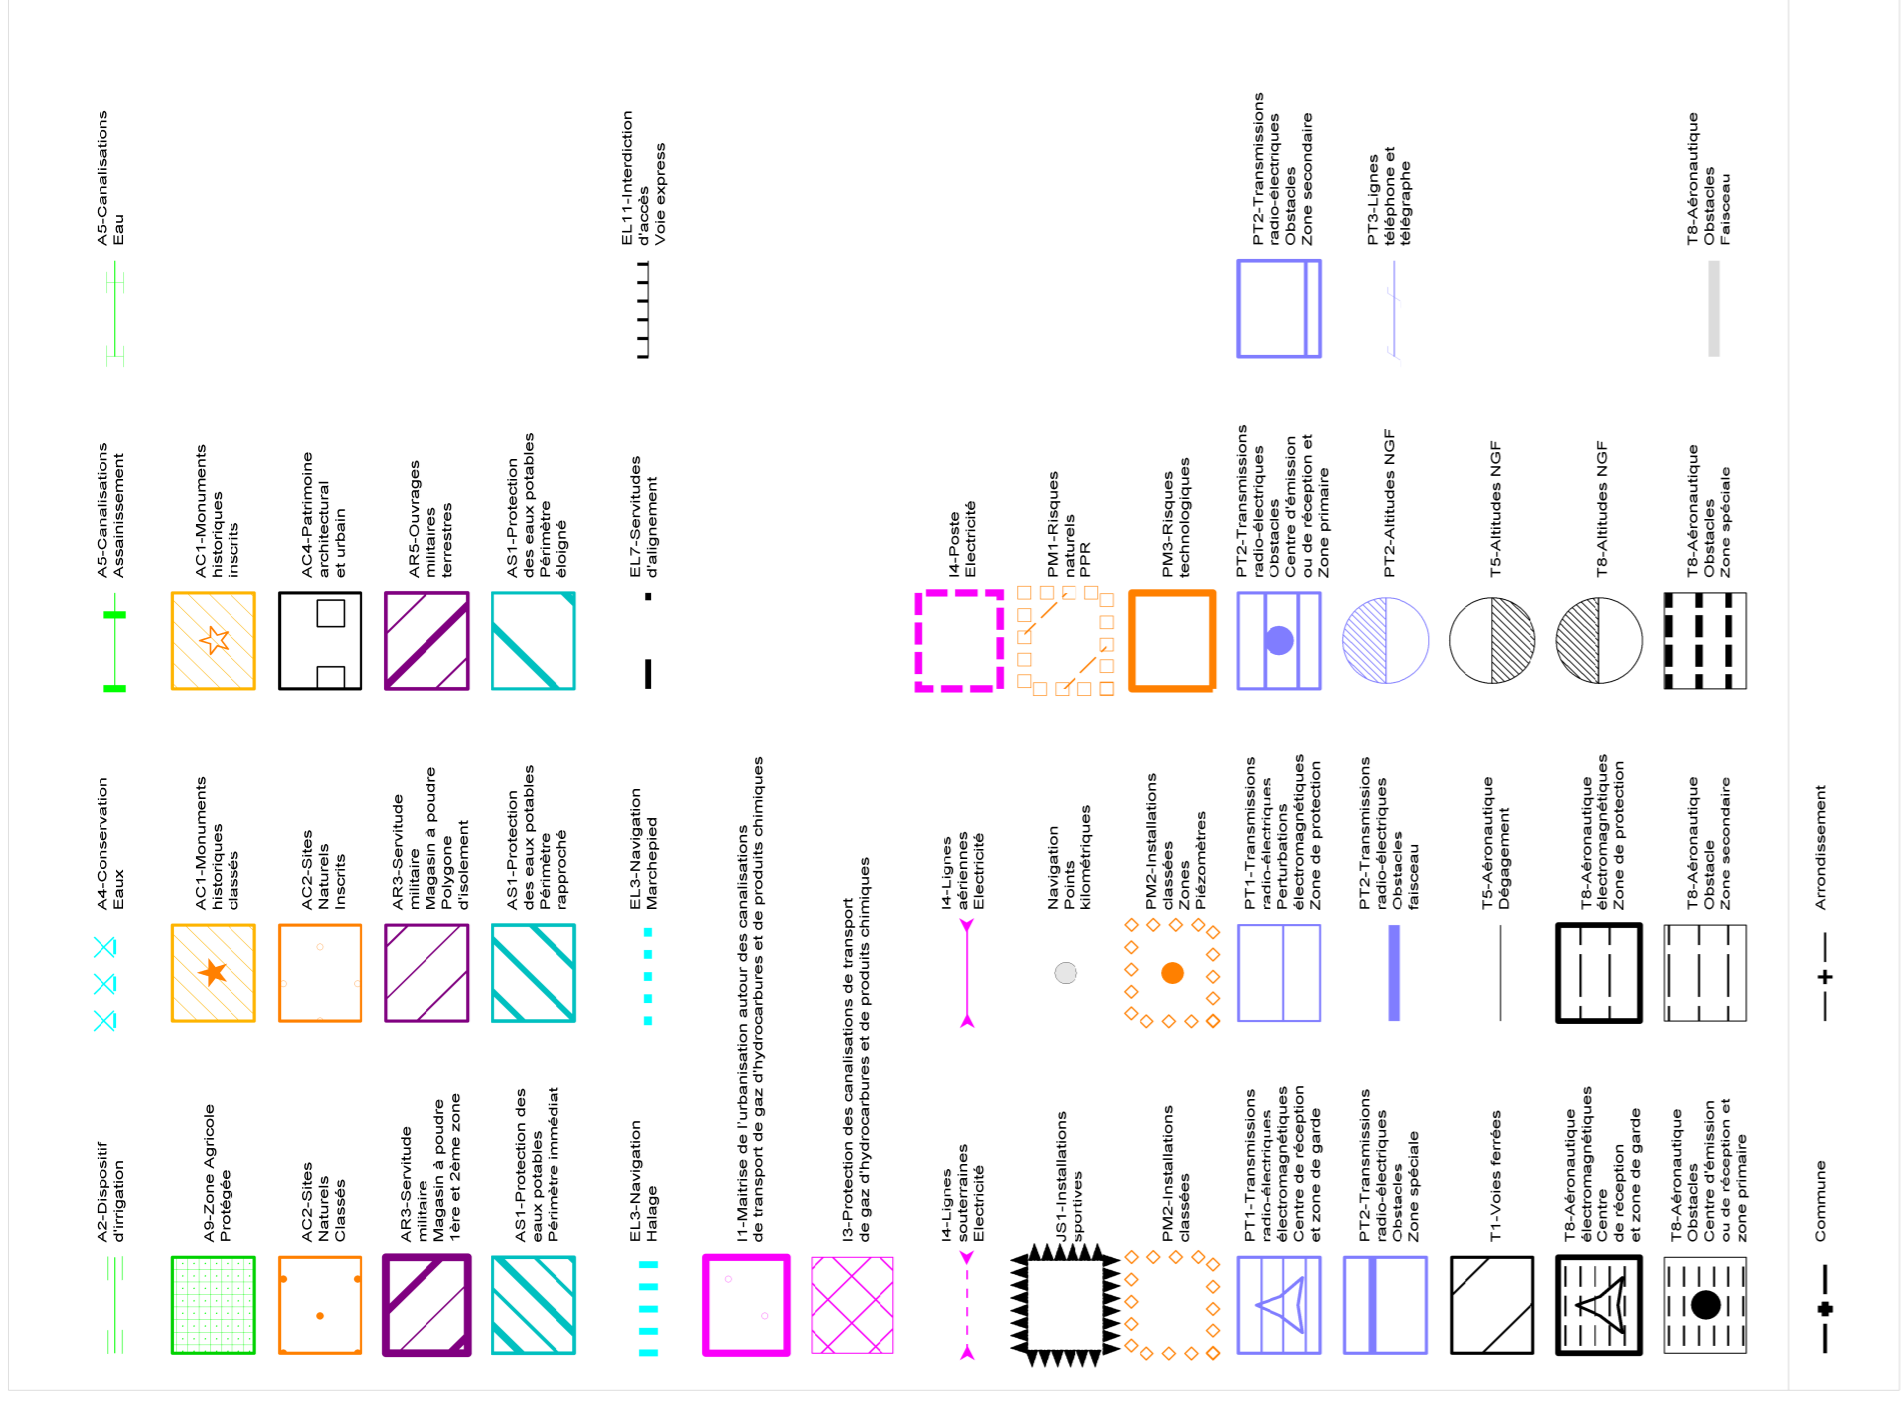 A2-Dispositif
d'irrigation
A4-Conservation
Eaux
A5-Canalisations
Assainissement
A5-Canalisations
Eau
A9-Zone Agricole
Protégée
AC1-Monuments
historiques
classés
AC1-Monuments
historiques
inscrits
AC2-Sites
Naturels
Classés
AC2-Sites
Naturels
Inscrits
AC4-Patrimoine
architectural
et urbain
AR3-Servitude
militaire
Magasin à poudre
1ère et 2ème zone
AR3-Servitude
militaire
Magasin à poudre
Polygone
d'isolement
AR5-Ouvrages
militaires
terrestres
AS1-Protection des
eaux potables
Périmètre immédiat
AS1-Protection
des eaux potables
Périmètre
rapproché
AS1-Protection
des eaux potables
Périmètre
éloigné
EL3-Navigation
Halage
EL3-Navigation
Marchepied
EL7-Servitudes
d'alignement
EL11-Interdiction
d'accès
Voie express
I1-Maitrise de l'urbanisation autour des canalisations
de transport de gaz d'hydrocarbures et de produits chimiques
I3-Protection des canalisations de transport
de gaz d'hydrocarbures et de produits chimiques
I4-Lignes
souterraines
Electricité
I4-Lignes
aériennes
Electricité
I4-Poste
Electricité
JS1-Installations
sportives
Navigation
Points
kilométriques
PM1-Risques
naturels
PPR
PM2-Installations
classées
PM2-Installations
classées
Zones
Piézomètres
PM3-Risques
technologiques
PT1-Transmissions
radio-électriques
électromagnétiques
Centre de réception
et zone de garde
PT1-Transmissions
radio-électriques
Perturbations
électromagnétiques
Zone de protection
PT2-Transmissions
radio-électriques
Obstacles
Centre d'émission
ou de réception et
Zone primaire
PT2-Transmissions
radio-électriques
Obstacles
Zone secondaire
PT2-Transmissions
radio-électriques
Obstacles
Zone spéciale
PT2-Transmissions
radio-électriques
Obstacles
faisceau
PT2-Altitudes NGF
PT3-Lignes
téléphone et
télégraphe
T1-Voies ferrées
T5-Aéronautique
Dégagement
T5-Altitudes NGF
T8-Aéronautique
électromagnétiques
Centre
de réception
et zone de garde
T8-Aéronautique
électromagnétiques
Zone de protection
T8-Altitudes NGF
T8-Aéronautique
Obstacles
Centre d'émission
ou de réception et
zone primaire
T8-Aéronautique
Obstacle
Zone secondaire
T8-Aéronautique
Obstacles
Zone spéciale
T8-Aéronautique
Obstacles
Faisceau
Commune
Arrondissement